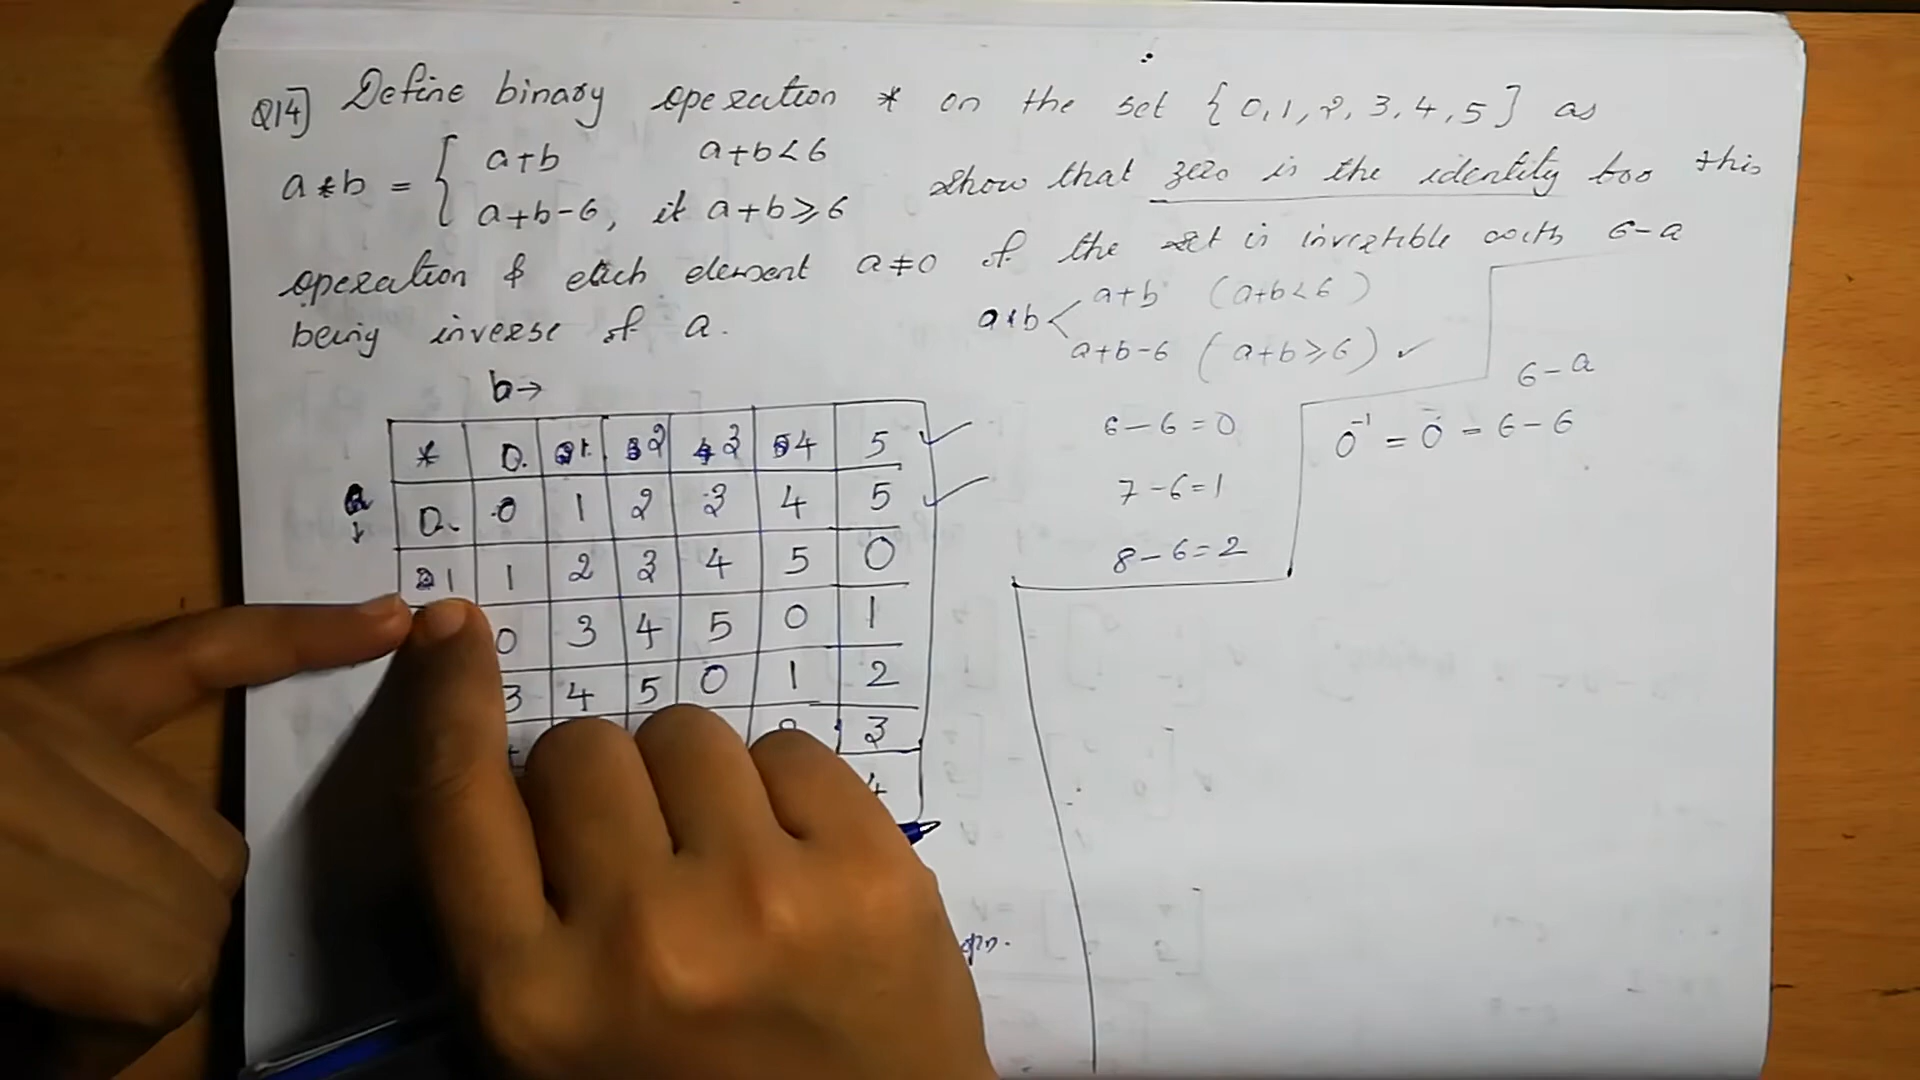 Q14] Define binary operation * on the set {0,1,2,3,4,5} as
a*b = { a+b a+b<6
a+b-6, if a+b≥6 show that zero is the identity for this
operation & each element a≠0 of the set is invertible with 6-a
being inverse of a.
a*b < a+b (a+b<6)
a+b-6 (a+b≥6) ✓
b→
a↓
* 0 1 2 3 4 5
0 0 1 2 3 4 5
1 1 2 3 4 5 0
0 3 4 5 0 1
3 4 5 0 1 2
3
4
6-6=0
7-6=1
8-6=2
6-a
0⁻¹ = 0 = 6-6